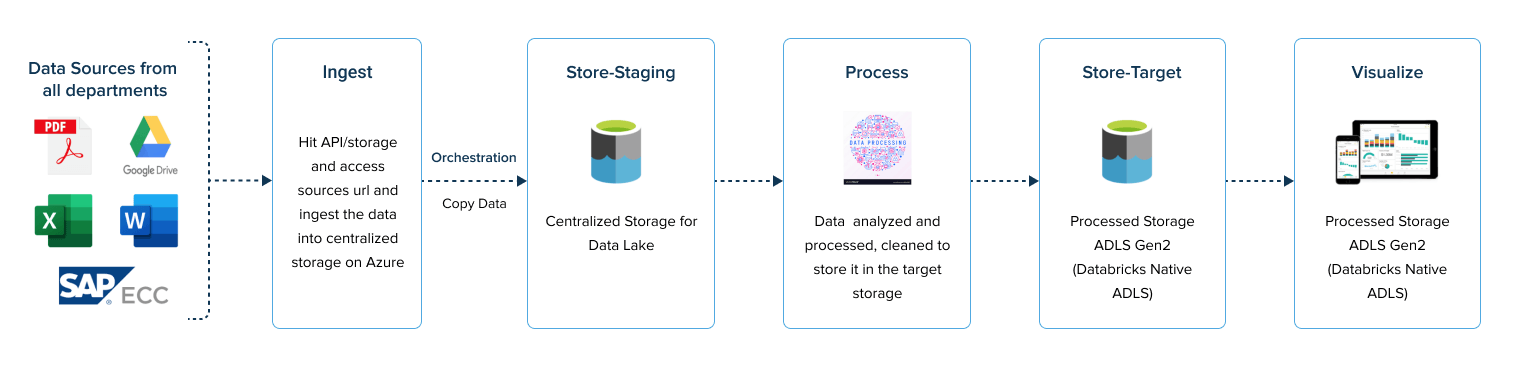 Data Sources from
all departments
PDF
Google Drive
X
W
SAP
®
ECC
Ingest
Hit API/storage
and access
sources url and
ingest the data
into centralized
storage on Azure
Orchestration
Copy Data
Store-Staging
Centralized Storage for
Data Lake
Process
DATA PROCESSING
Data analyzed and
processed, cleaned to
store it in the target
storage
Store-Target
Processed Storage
ADLS Gen2
(Databricks Native
ADLS)
Visualize
Processed Storage
ADLS Gen2
(Databricks Native
ADLS)